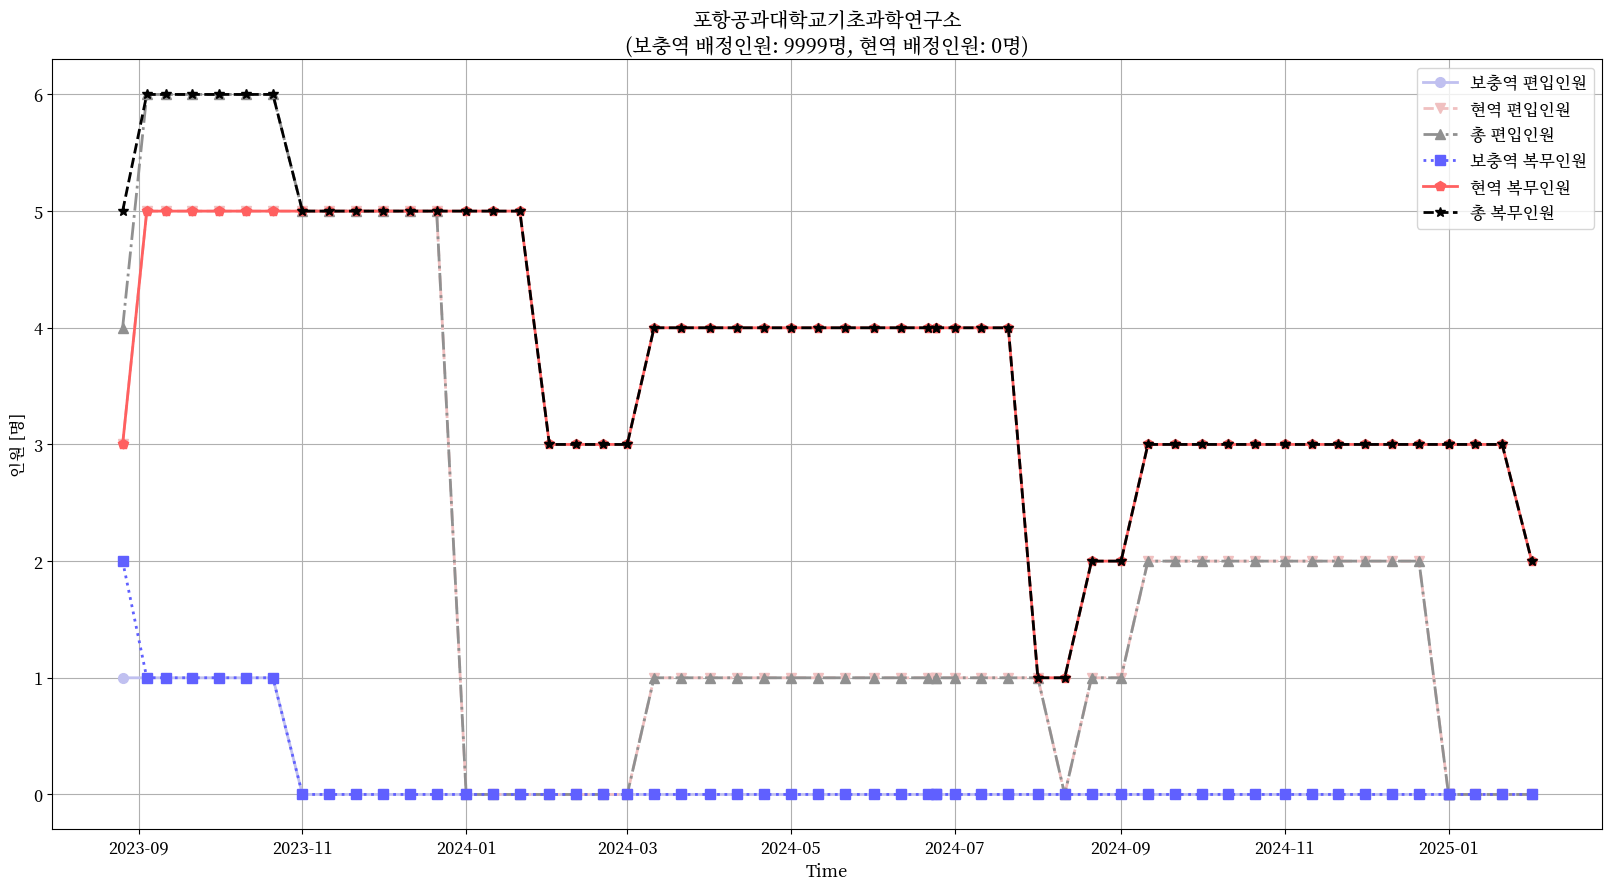 포항공과대학교기초과학연구소
(보충역 배정인원: 9999명, 현역 배정인원: 0명)
보충역 편입인원
현역 편입인원
총 편입인원
보충역 복무인원
현역 복무인원
총 복무인원
인원 [명]
6
5
4
3
2
1
0
2023-09
2023-11
2024-01
2024-03
2024-05
2024-07
2024-09
2024-11
2025-01
Time